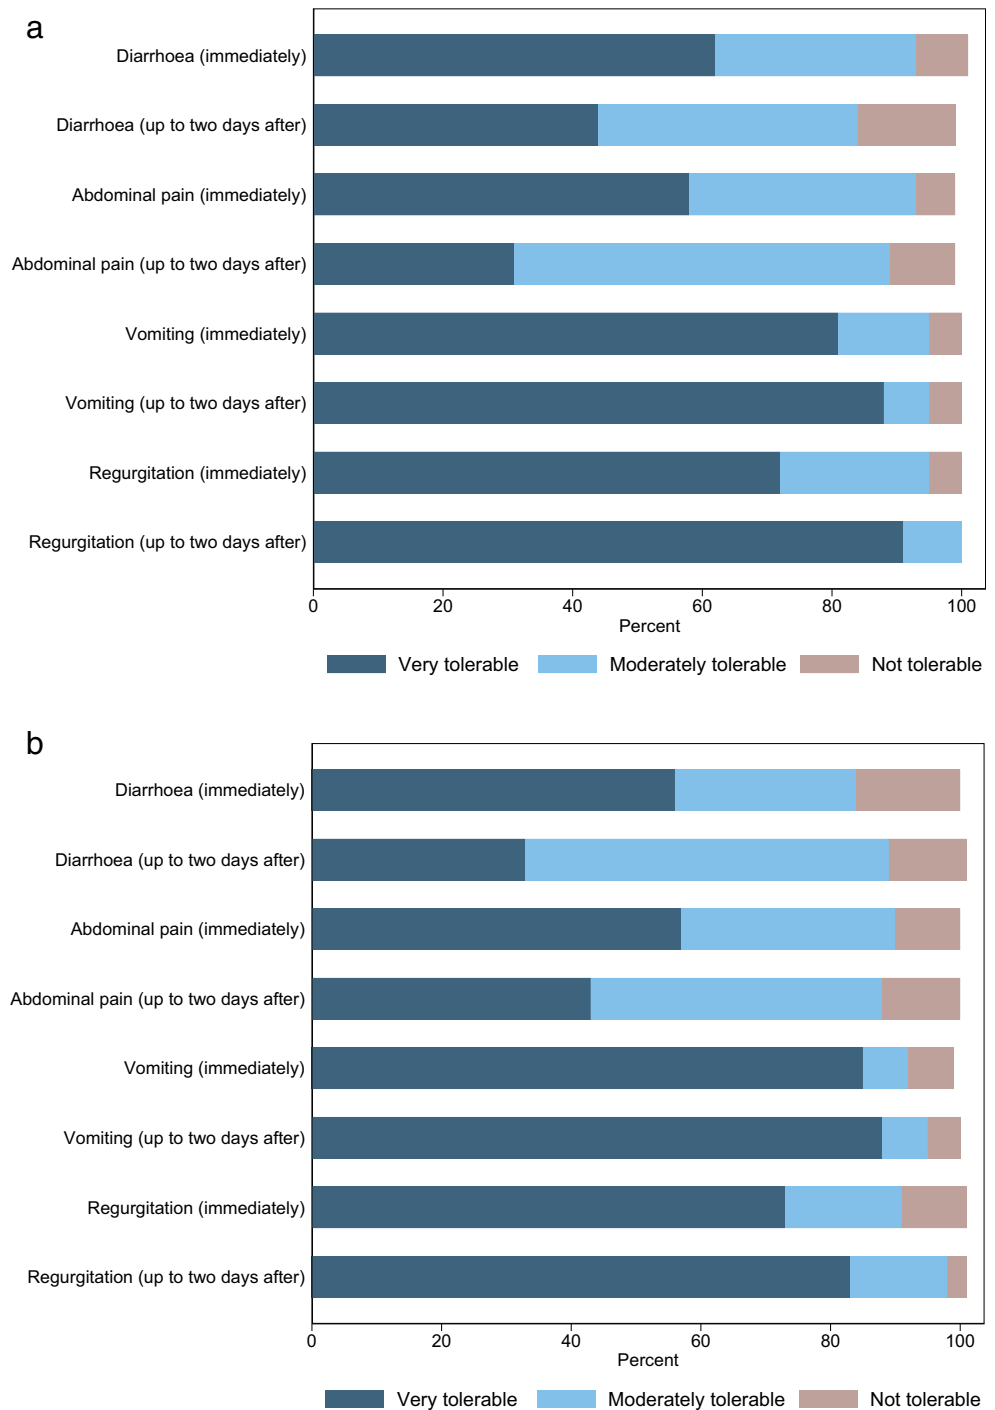 a
Diarrhoea (immediately)
Diarrhoea (up to two days after)
Abdominal pain (immediately)
Abdominal pain (up to two days after)
Vomiting (immediately)
Vomiting (up to two days after)
Regurgitation (immediately)
Regurgitation (up to two days after)
0 20 40 60 80 100
Percent
Very tolerable Moderately tolerable Not tolerable
b
Diarrhoea (immediately)
Diarrhoea (up to two days after)
Abdominal pain (immediately)
Abdominal pain (up to two days after)
Vomiting (immediately)
Vomiting (up to two days after)
Regurgitation (immediately)
Regurgitation (up to two days after)
0 20 40 60 80 100
Percent
Very tolerable Moderately tolerable Not tolerable